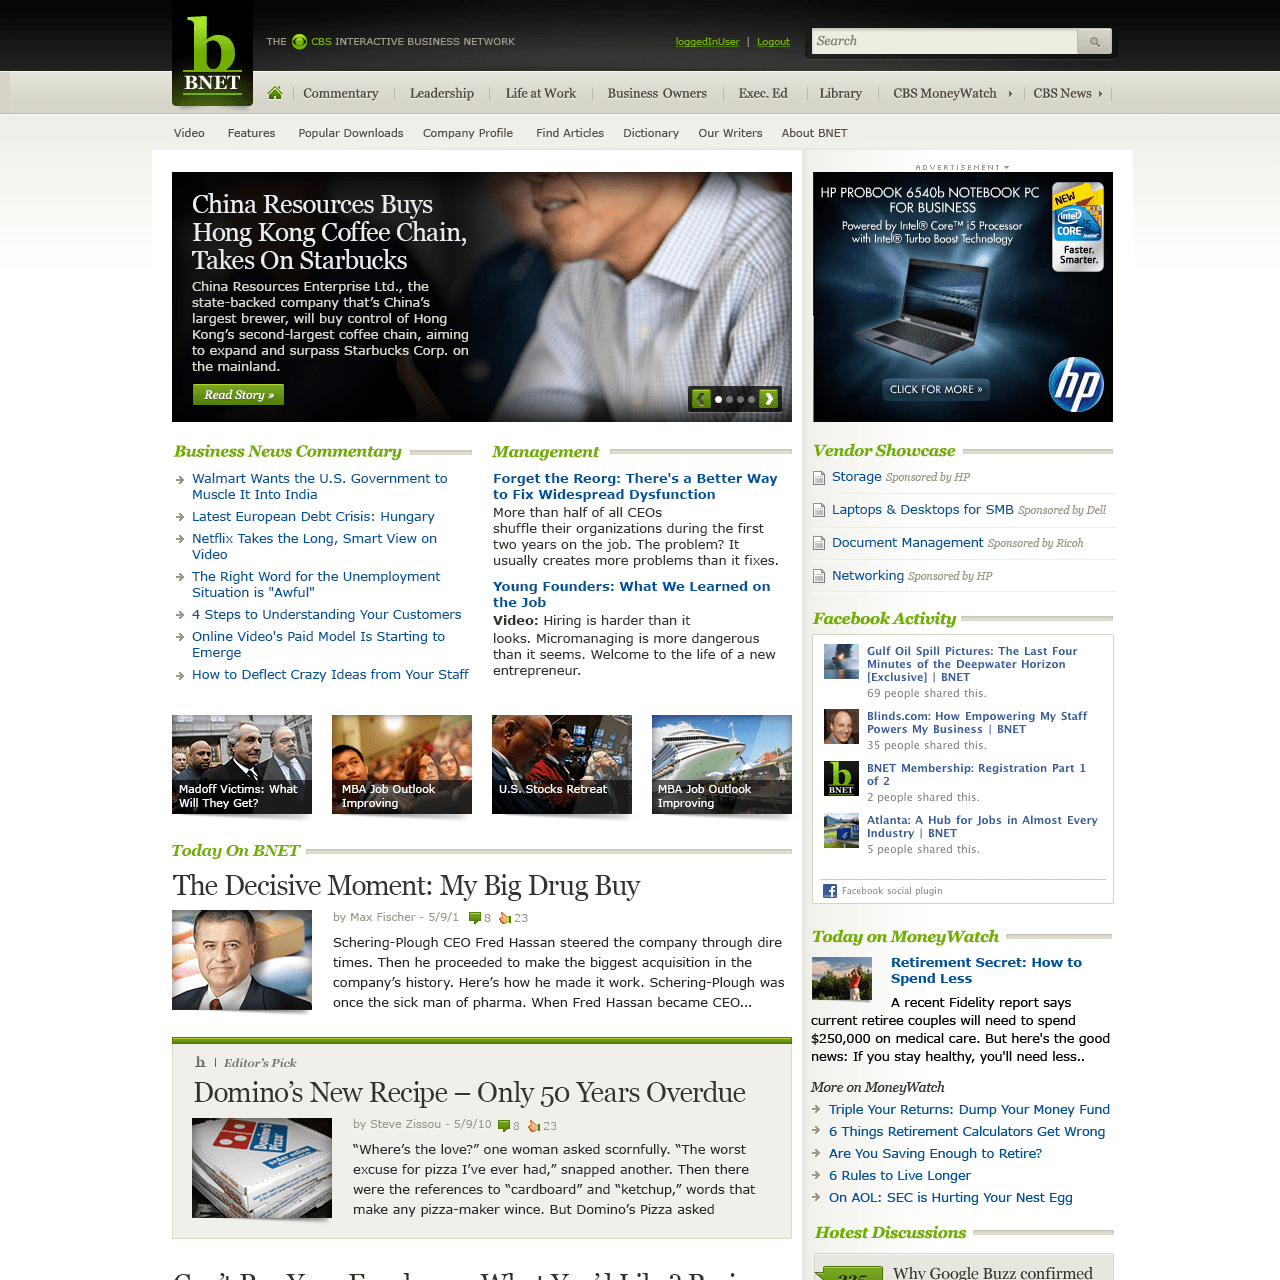 b
BNET
THE CBS INTERACTIVE BUSINESS NETWORK
loggedInUser | Logout
Search
Commentary
Leadership
Life at Work
Business Owners
Exec. Ed
Library
CBS MoneyWatch
CBS News
Video
Features
Popular Downloads
Company Profile
Find Articles
Dictionary
Our Writers
About BNET
China Resources Buys
Hong Kong Coffee Chain,
Takes On Starbucks
China Resources Enterprise Ltd., the
state-backed company that's China's
largest brewer, will buy control of Hong
Kong's second-largest coffee chain, aiming
to expand and surpass Starbucks Corp. on
the mainland.
Read Story »
ADVERTISEMENT
HP PROBOOK 6540b NOTEBOOK PC
FOR BUSINESS
Powered by Intel® Core™ i5 Processor
with Intel® Turbo Boost Technology
NEW
intel
CORE i5
inside™
Faster.
Smarter.
CLICK FOR MORE »
hp
Business News Commentary
Walmart Wants the U.S. Government to
Muscle It Into India
Latest European Debt Crisis: Hungary
Netflix Takes the Long, Smart View on
Video
The Right Word for the Unemployment
Situation is "Awful"
4 Steps to Understanding Your Customers
Online Video's Paid Model Is Starting to
Emerge
How to Deflect Crazy Ideas from Your Staff
Management
Forget the Reorg: There's a Better Way
to Fix Widespread Dysfunction
More than half of all CEOs
shuffle their organizations during the first
two years on the job. The problem? It
usually creates more problems than it fixes.
Young Founders: What We Learned on
the Job
Video: Hiring is harder than it
looks. Micromanaging is more dangerous
than it seems. Welcome to the life of a new
entrepreneur.
Vendor Showcase
Storage Sponsored by HP
Laptops & Desktops for SMB Sponsored by Dell
Document Management Sponsored by Ricoh
Networking Sponsored by HP
Facebook Activity
Gulf Oil Spill Pictures: The Last Four
Minutes of the Deepwater Horizon
[Exclusive] | BNET
69 people shared this.
Blinds.com: How Empowering My Staff
Powers My Business | BNET
35 people shared this.
b
BNET
BNET Membership: Registration Part 1
of 2
2 people shared this.
Atlanta: A Hub for Jobs in Almost Every
Industry | BNET
5 people shared this.
f Facebook social plugin
Madoff Victims: What
Will They Get?
MBA Job Outlook
Improving
U.S. Stocks Retreat
MBA Job Outlook
Improving
Today On BNET
The Decisive Moment: My Big Drug Buy
by Max Fischer - 5/9/1 8 23
Schering-Plough CEO Fred Hassan steered the company through dire
times. Then he proceeded to make the biggest acquisition in the
company's history. Here's how he made it work. Schering-Plough was
once the sick man of pharma. When Fred Hassan became CEO...
b | Editor's Pick
Domino's New Recipe – Only 50 Years Overdue
Domino's
Pizza
by Steve Zissou - 5/9/10 8 23
“Where's the love?” one woman asked scornfully. “The worst
excuse for pizza I've ever had,” snapped another. Then there
were the references to “cardboard” and “ketchup,” words that
make any pizza-maker wince. But Domino's Pizza asked
Today on MoneyWatch
Retirement Secret: How to
Spend Less
A recent Fidelity report says
current retiree couples will need to spend
$250,000 on medical care. But here's the good
news: If you stay healthy, you'll need less..
More on MoneyWatch
Triple Your Returns: Dump Your Money Fund
6 Things Retirement Calculators Get Wrong
Are You Saving Enough to Retire?
6 Rules to Live Longer
On AOL: SEC is Hurting Your Nest Egg
Hotest Discussions
Why Google Buzz confirmed